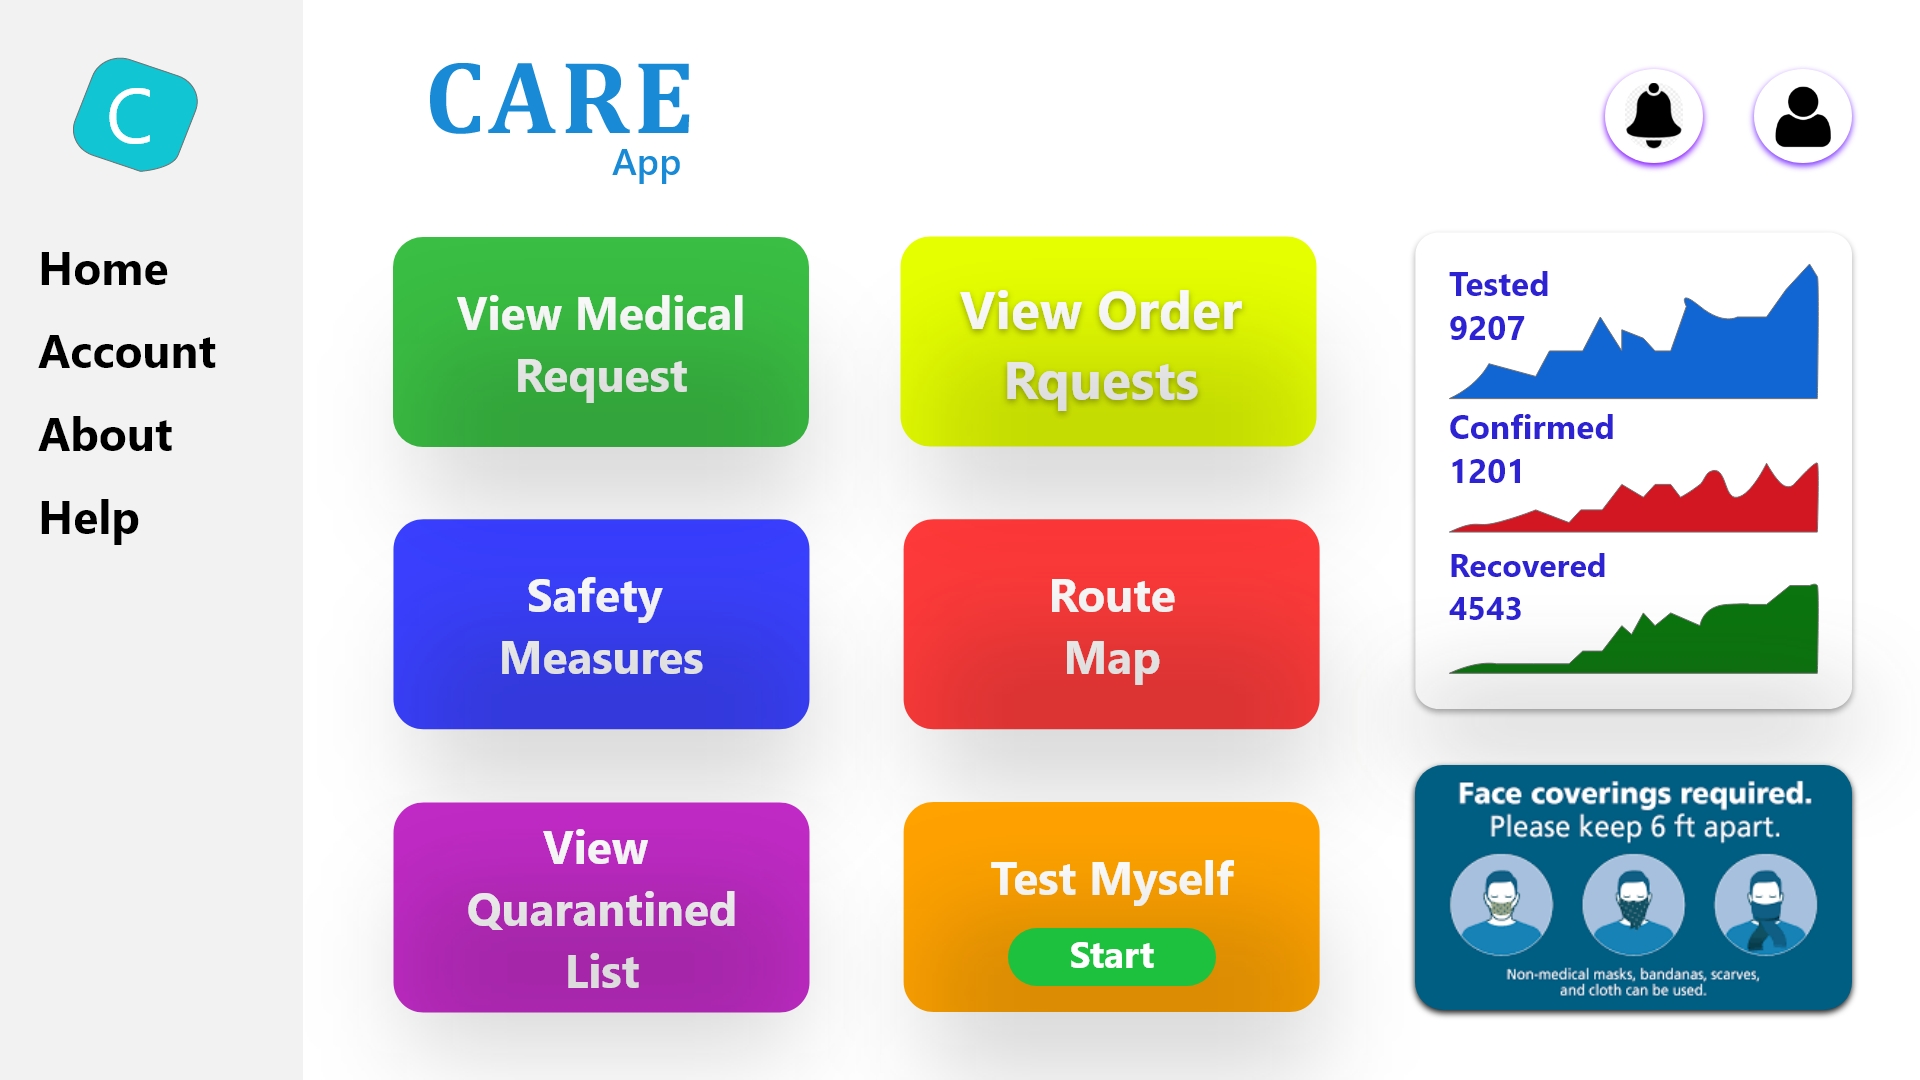 C
Home
Account
About
Help
CARE
App
View Medical
Request
View Order
Rquests
Safety
Measures
Route
Map
View
Quarantined
List
Test Myself
Start
Tested
9207
Confirmed
1201
Recovered
4543
Face coverings required.
Please keep 6 ft apart.
Non-medical masks, bandanas, scarves,
and cloth can be used.